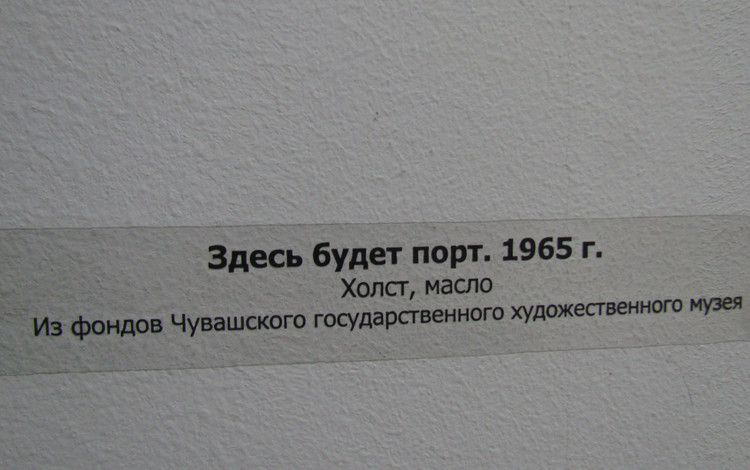 Здесь будет порт. 1965 г.
Холст, масло
Из фондов Чувашского государственного художественного музея